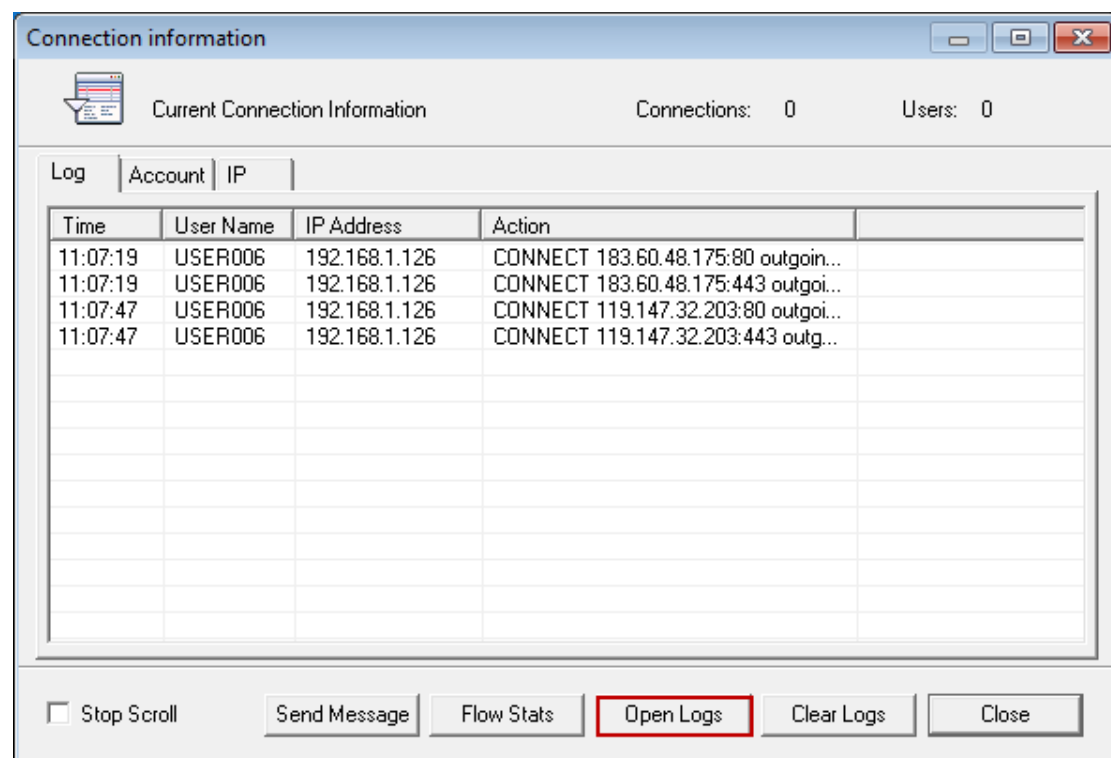 Connection information
Current Connection Information Connections: 0 Users: 0
Log Account IP
Time User Name IP Address Action
11:07:19 USER006 192.168.1.126 CONNECT 183.60.48.175:80 outgoin...
11:07:19 USER006 192.168.1.126 CONNECT 183.60.48.175:443 outgoi...
11:07:47 USER006 192.168.1.126 CONNECT 119.147.32.203:80 outgoi...
11:07:47 USER006 192.168.1.126 CONNECT 119.147.32.203:443 outg...
Stop Scroll Send Message Flow Stats Open Logs Clear Logs Close